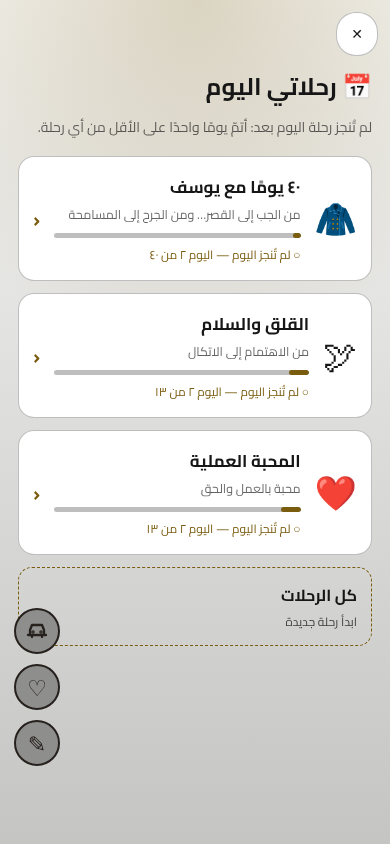 رحلاتي اليوم
لم تُنجز رحلة اليوم بعد: أتمّ يومًا واحدًا على الأقل من أي رحلة.
٤٠ يومًا مع يوسف
من الجب إلى القصر... ومن الجرح إلى المسامحة
○ لم تُنجز اليوم — اليوم ٢ من ٤٠
القلق والسلام
من الاهتمام إلى الاتكال
○ لم تُنجز اليوم — اليوم ٢ من ١٣
المحبة العملية
محبة بالعمل والحق
○ لم تُنجز اليوم — اليوم ٢ من ١٣
كل الرحلات
ابدأ رحلة جديدة